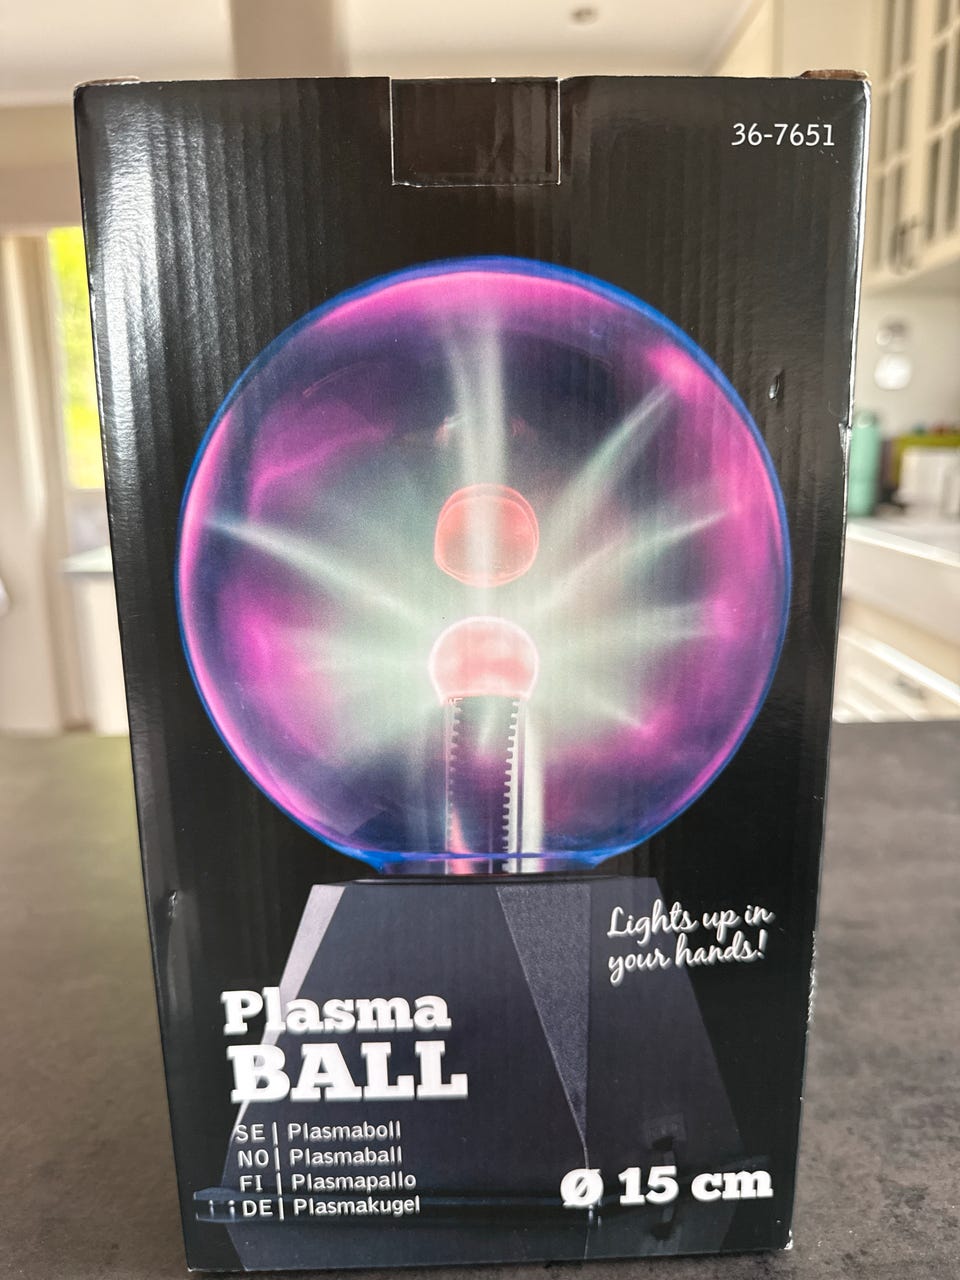 36-7651
Lights up in
your hands!
Plasma
BALL
SE | Plasmaboll
NO | Plasmaball
FI | Plasmapallo
DE | Plasmakugel
Ø 15 cm